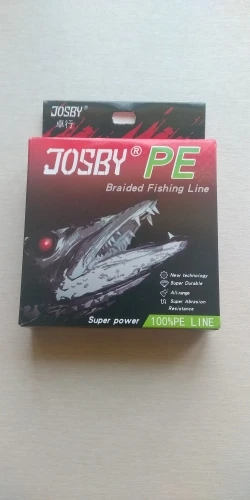 JOSBY®
卓行
JOSBY® PE
Braided Fishing Line
New technology
Super Durable
All-range
Super Abrasion
Resistance
Super power
100%PE LINE